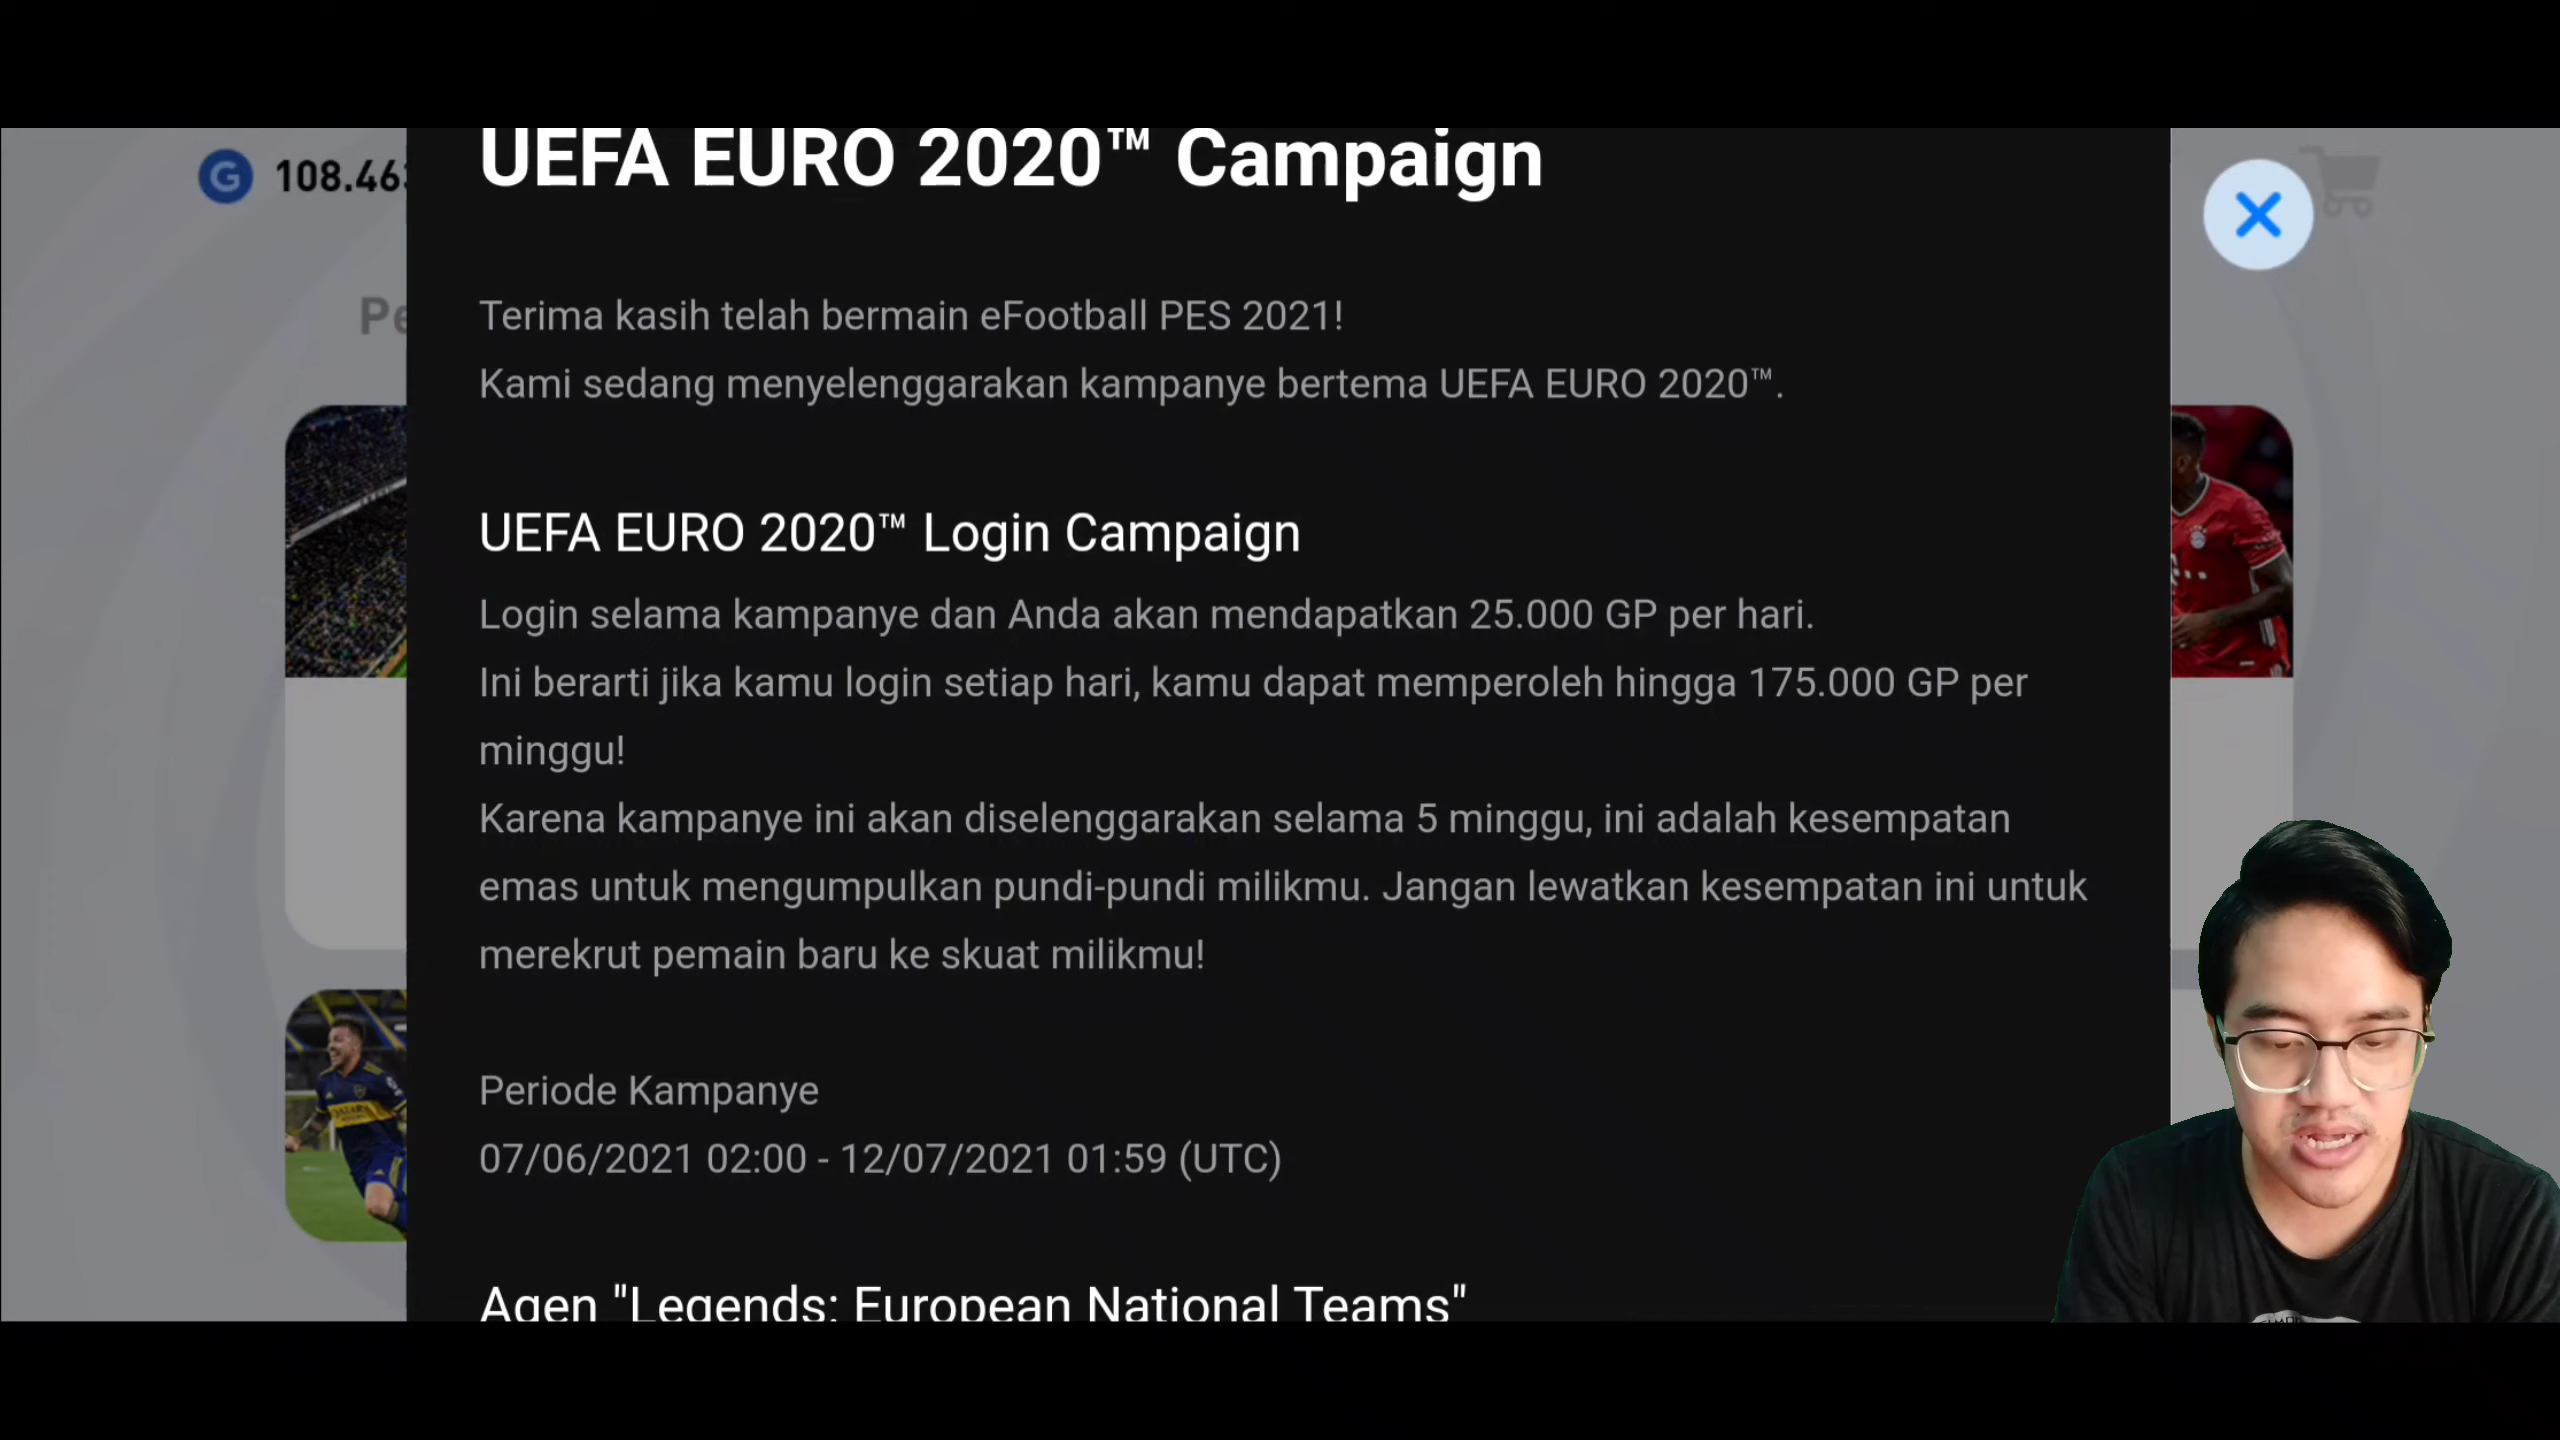 UEFA EURO 2020™ Campaign
G 108.46
Pe
Terima kasih telah bermain eFootball PES 2021!
Kami sedang menyelenggarakan kampanye bertema UEFA EURO 2020™.
UEFA EURO 2020™ Login Campaign
Login selama kampanye dan Anda akan mendapatkan 25.000 GP per hari.
Ini berarti jika kamu login setiap hari, kamu dapat memperoleh hingga 175.000 GP per
minggu!
Karena kampanye ini akan diselenggarakan selama 5 minggu, ini adalah kesempatan
emas untuk mengumpulkan pundi-pundi milikmu. Jangan lewatkan kesempatan ini untuk
merekrut pemain baru ke skuat milikmu!
Periode Kampanye
07/06/2021 02:00 - 12/07/2021 01:59 (UTC)
Agen "Legends: European National Teams"